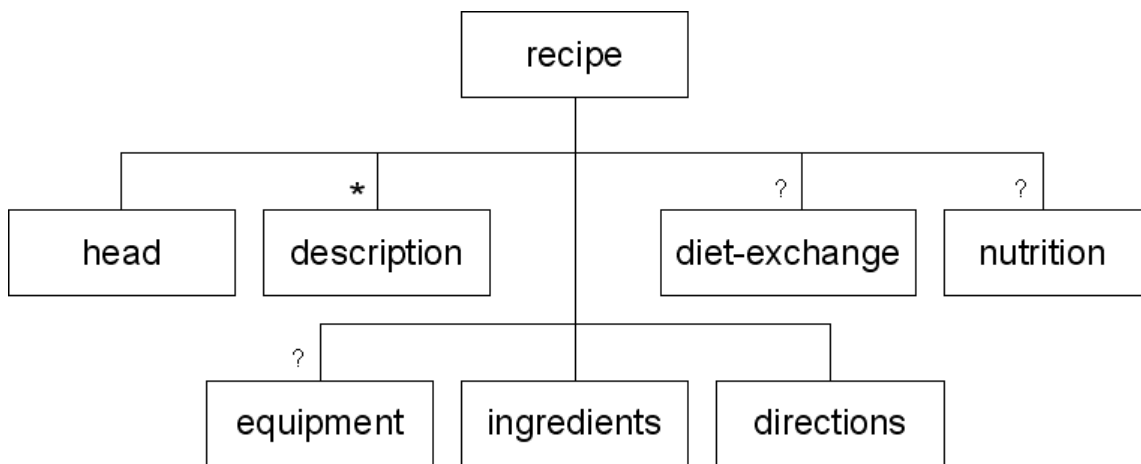 recipe
* ? ?
head description diet-exchange nutrition
?
equipment ingredients directions